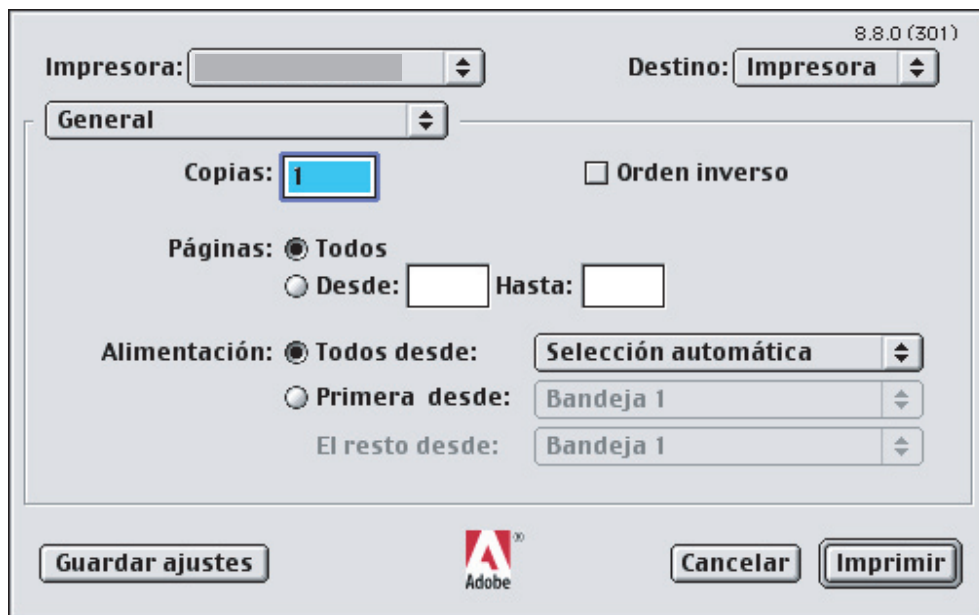 8.8.0 (301)
Impresora: Destino: Impresora
General
Copias: 1 Orden inverso
Páginas: Todos
Desde: Hasta:
Alimentación: Todos desde: Selección automática
Primera desde: Bandeja 1
El resto desde: Bandeja 1
Guardar ajustes Adobe® Cancelar Imprimir